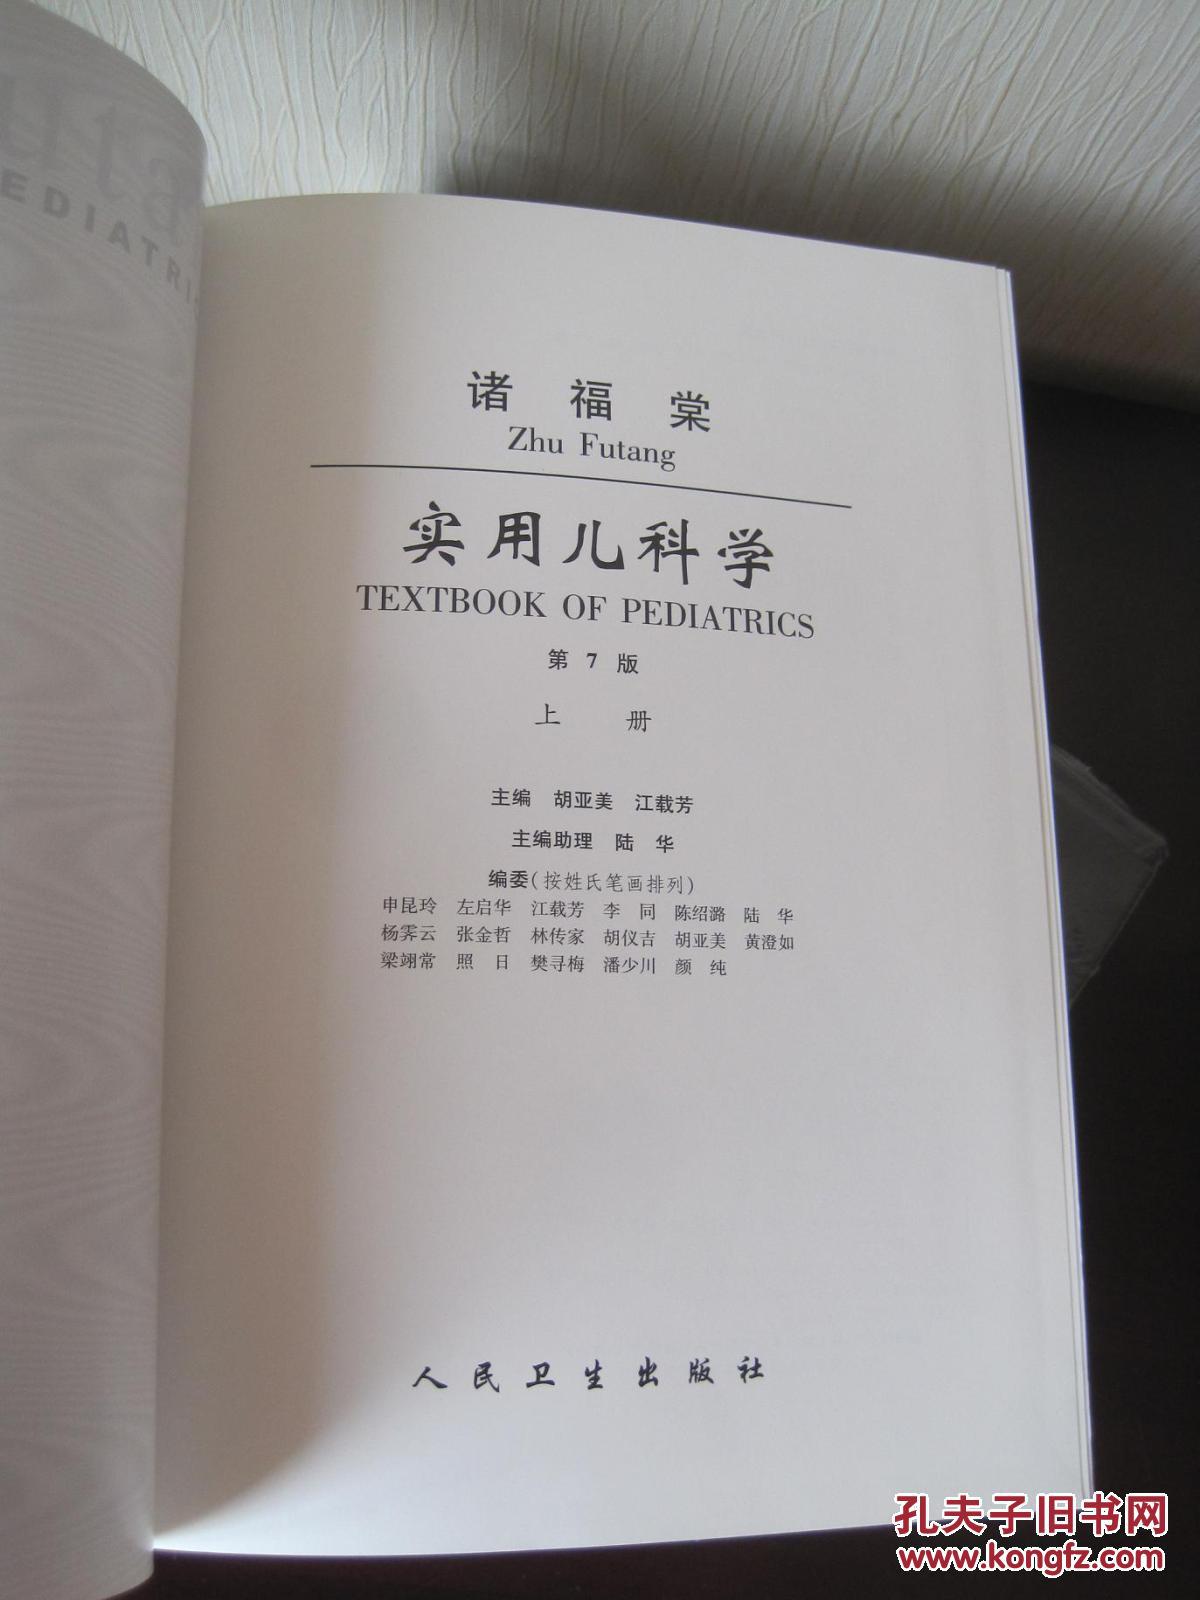 EDIATRI
诸福棠
Zhu Futang
实用儿科学
TEXTBOOK OF PEDIATRICS
第 7 版
上 册
主编 胡亚美 江载芳
主编助理 陆 华
编委(按姓氏笔画排列)
申昆玲 左启华 江载芳 李 同 陈绍潞 陆 华
杨霁云 张金哲 林传家 胡仪吉 胡亚美 黄澄如
梁翊常 照 日 樊寻梅 潘少川 颜 纯
人民卫生出版社
孔夫子旧书网
www.kongfz.com